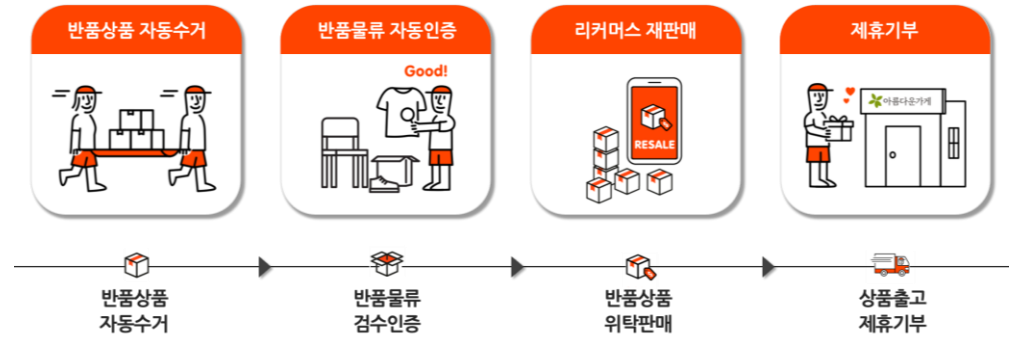 반품상품 자동수거
반품물류 자동인증
리커머스 재판매
제휴기부
Good!
RESALE
아름다운가게
반품상품
자동수거
반품물류
검수인증
반품상품
위탁판매
상품출고
제휴기부